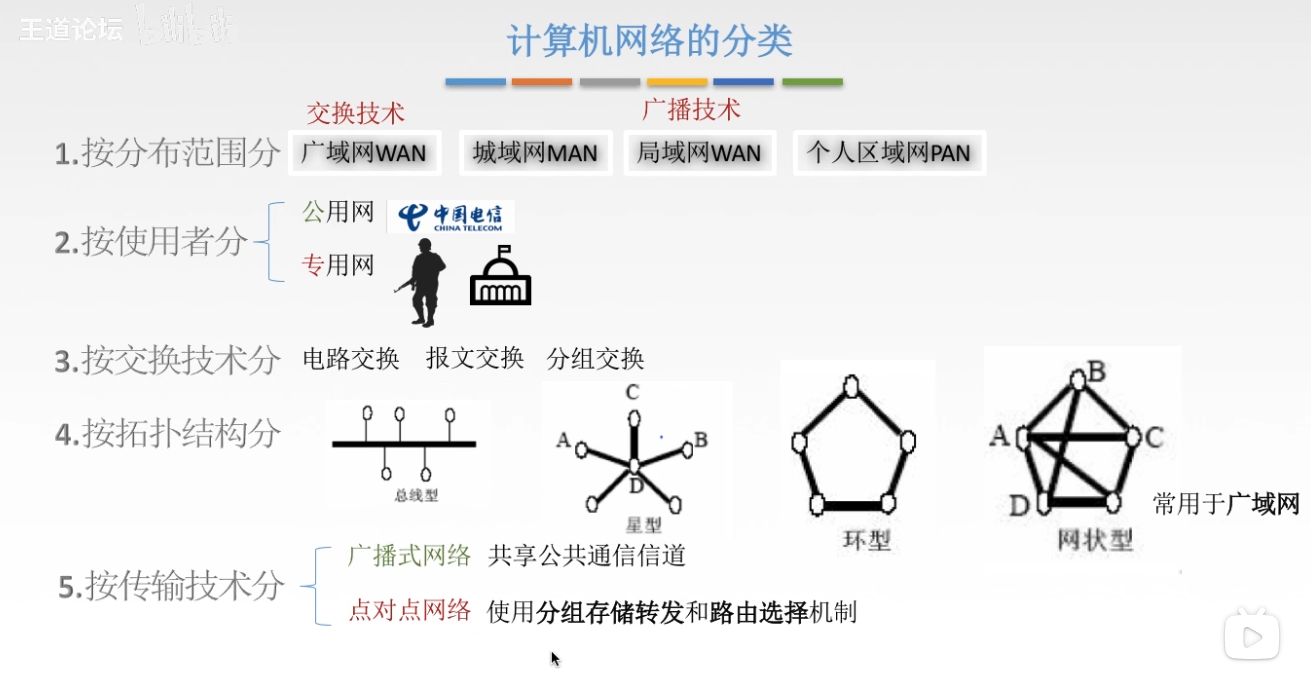 王道论坛
计算机网络的分类
交换技术 广播技术
1.按分布范围分 广域网WAN 城域网MAN 局域网WAN 个人区域网PAN
2.按使用者分
公用网 中国电信 CHINA TELECOM
专用网
3.按交换技术分 电路交换 报文交换 分组交换
4.按拓扑结构分
总线型
C
A B
D
星型
环型
B
A C
D
常用于广域网
网状型
5.按传输技术分
广播式网络 共享公共通信信道
点对点网络 使用分组存储转发和路由选择机制